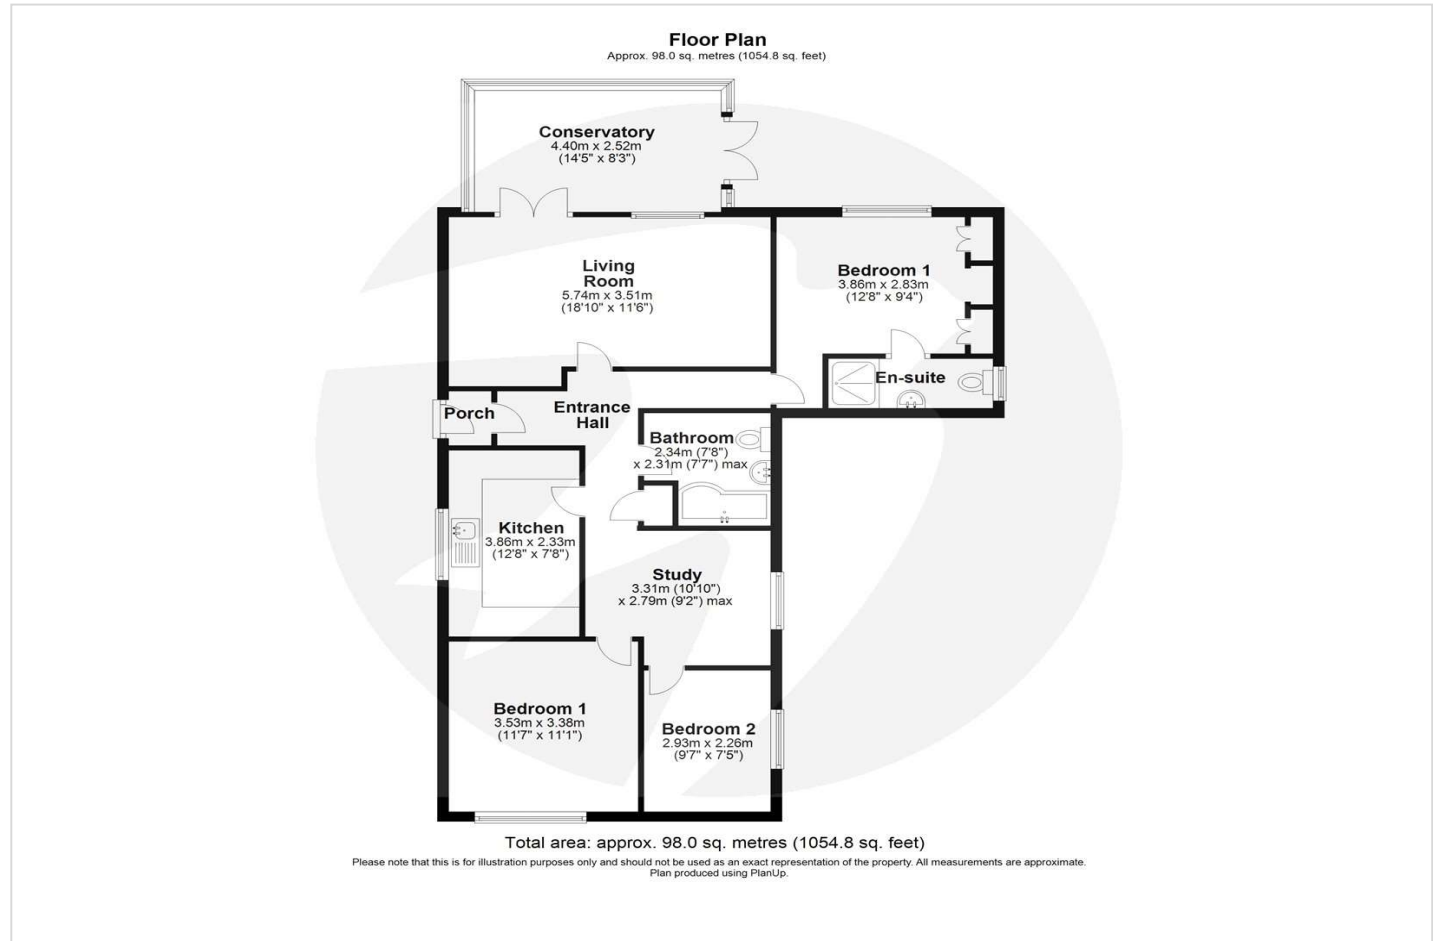 Floor Plan
Approx. 98.0 sq. metres (1054.8 sq. feet)
Conservatory
4.40m x 2.52m
(14'5" x 8'3")
Living
Room
5.74m x 3.51m
(18'10" x 11'6")
Bedroom 1
3.86m x 2.83m
(12'8" x 9'4")
En-suite
Porch
Entrance
Hall
Bathroom
2.34m (7'8")
x 2.31m (7'7") max
Kitchen
3.86m x 2.33m
(12'8" x 7'8")
Study
3.31m (10'10")
x 2.79m (9'2") max
Bedroom 1
3.53m x 3.38m
(11'7" x 11'1")
Bedroom 2
2.93m x 2.26m
(9'7" x 7'5")
Total area: approx. 98.0 sq. metres (1054.8 sq. feet)
Please note that this is for illustration purposes only and should not be used as an exact representation of the property. All measurements are approximate.
Plan produced using PlanUp.